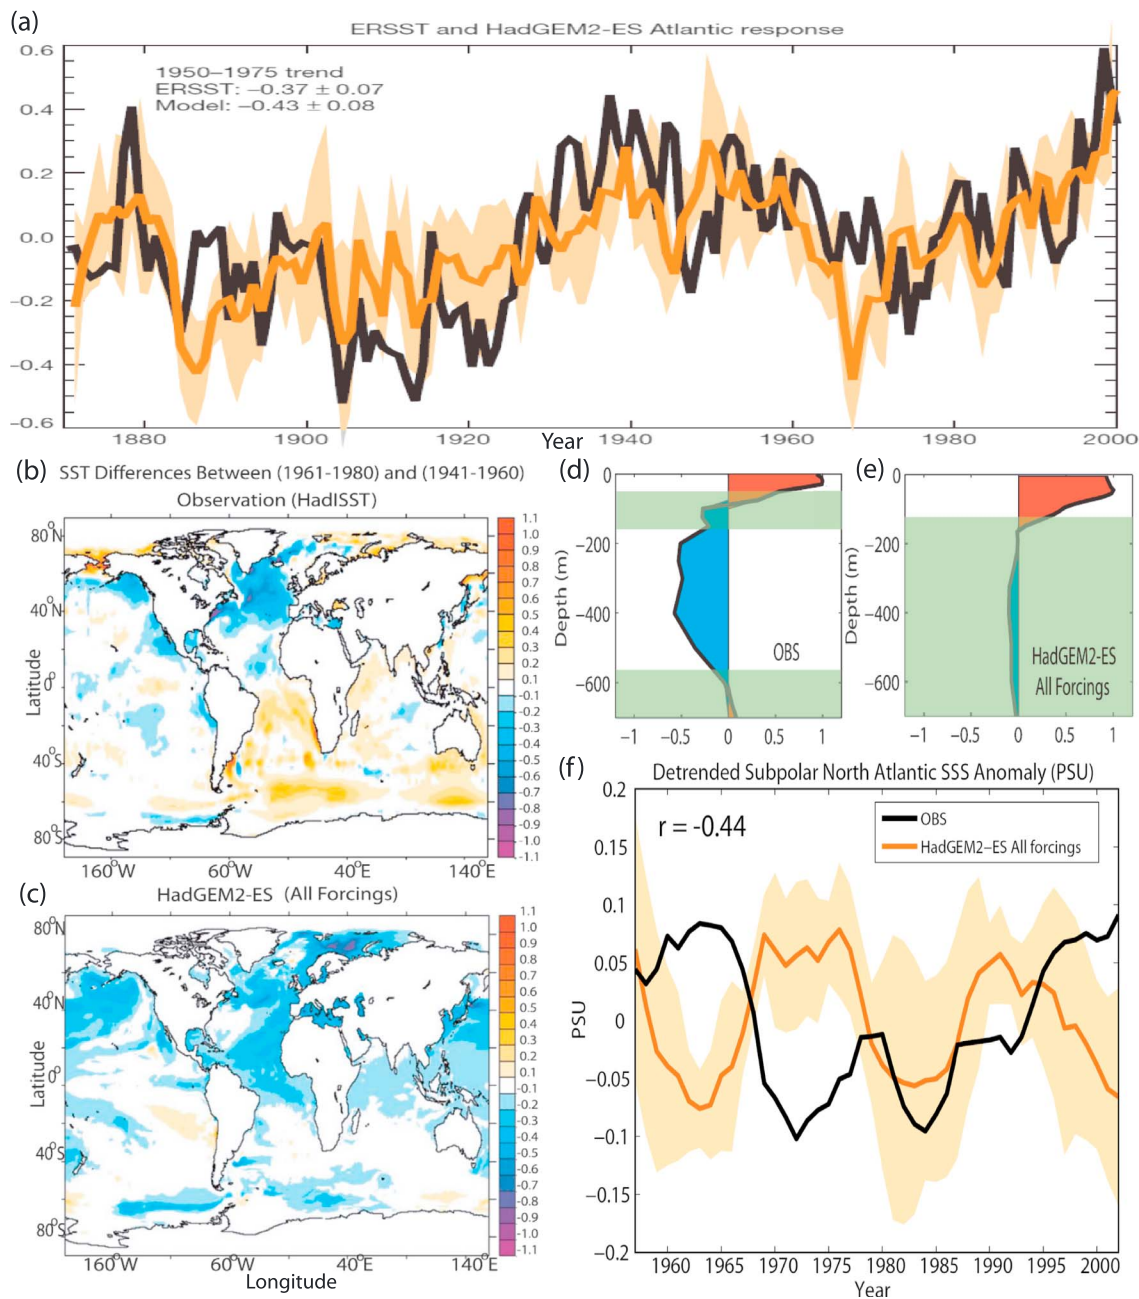 (a)
ERSST and HadGEM2-ES Atlantic response
1950–1975 trend
ERSST: −0.37 ± 0.07
Model: −0.43 ± 0.08
0.6
0.4
0.2
0.0
−0.2
−0.4
−0.6
1880
1900
1920
Year
1940
1960
1980
2000
(b)
SST Differences Between (1961-1980) and (1941-1960)
Observation (HadISST)
80°N
40°N
0°
40°S
80°S
Latitude
160°W
60°W
40°E
140°E
1.1
1.0
0.9
0.8
0.7
0.6
0.5
0.4
0.3
0.2
0.1
-0.1
-0.2
-0.3
-0.4
-0.5
-0.6
-0.7
-0.8
-0.9
-1.0
-1.1
(c)
HadGEM2-ES (All Forcings)
80°N
40°N
0°
40°S
80°S
Latitude
160°W
60°W
40°E
140°E
Longitude
1.1
1.0
0.9
0.8
0.7
0.6
0.5
0.4
0.3
0.2
0.1
-0.1
-0.2
-0.3
-0.4
-0.5
-0.6
-0.7
-0.8
-0.9
-1.0
-1.1
(d)
0
−200
−400
−600
Depth (m)
OBS
−1
−0.5
0
0.5
1
(e)
0
−200
−400
−600
Depth (m)
HadGEM2-ES
All Forcings
−1
0
1
(f)
Detrended Subpolar North Atlantic SSS Anomaly (PSU)
r = -0.44
OBS
HadGEM2−ES All forcings
0.2
0.15
0.1
0.05
0
−0.05
−0.1
−0.15
−0.2
PSU
1960
1965
1970
1975
1980
1985
1990
1995
2000
Year